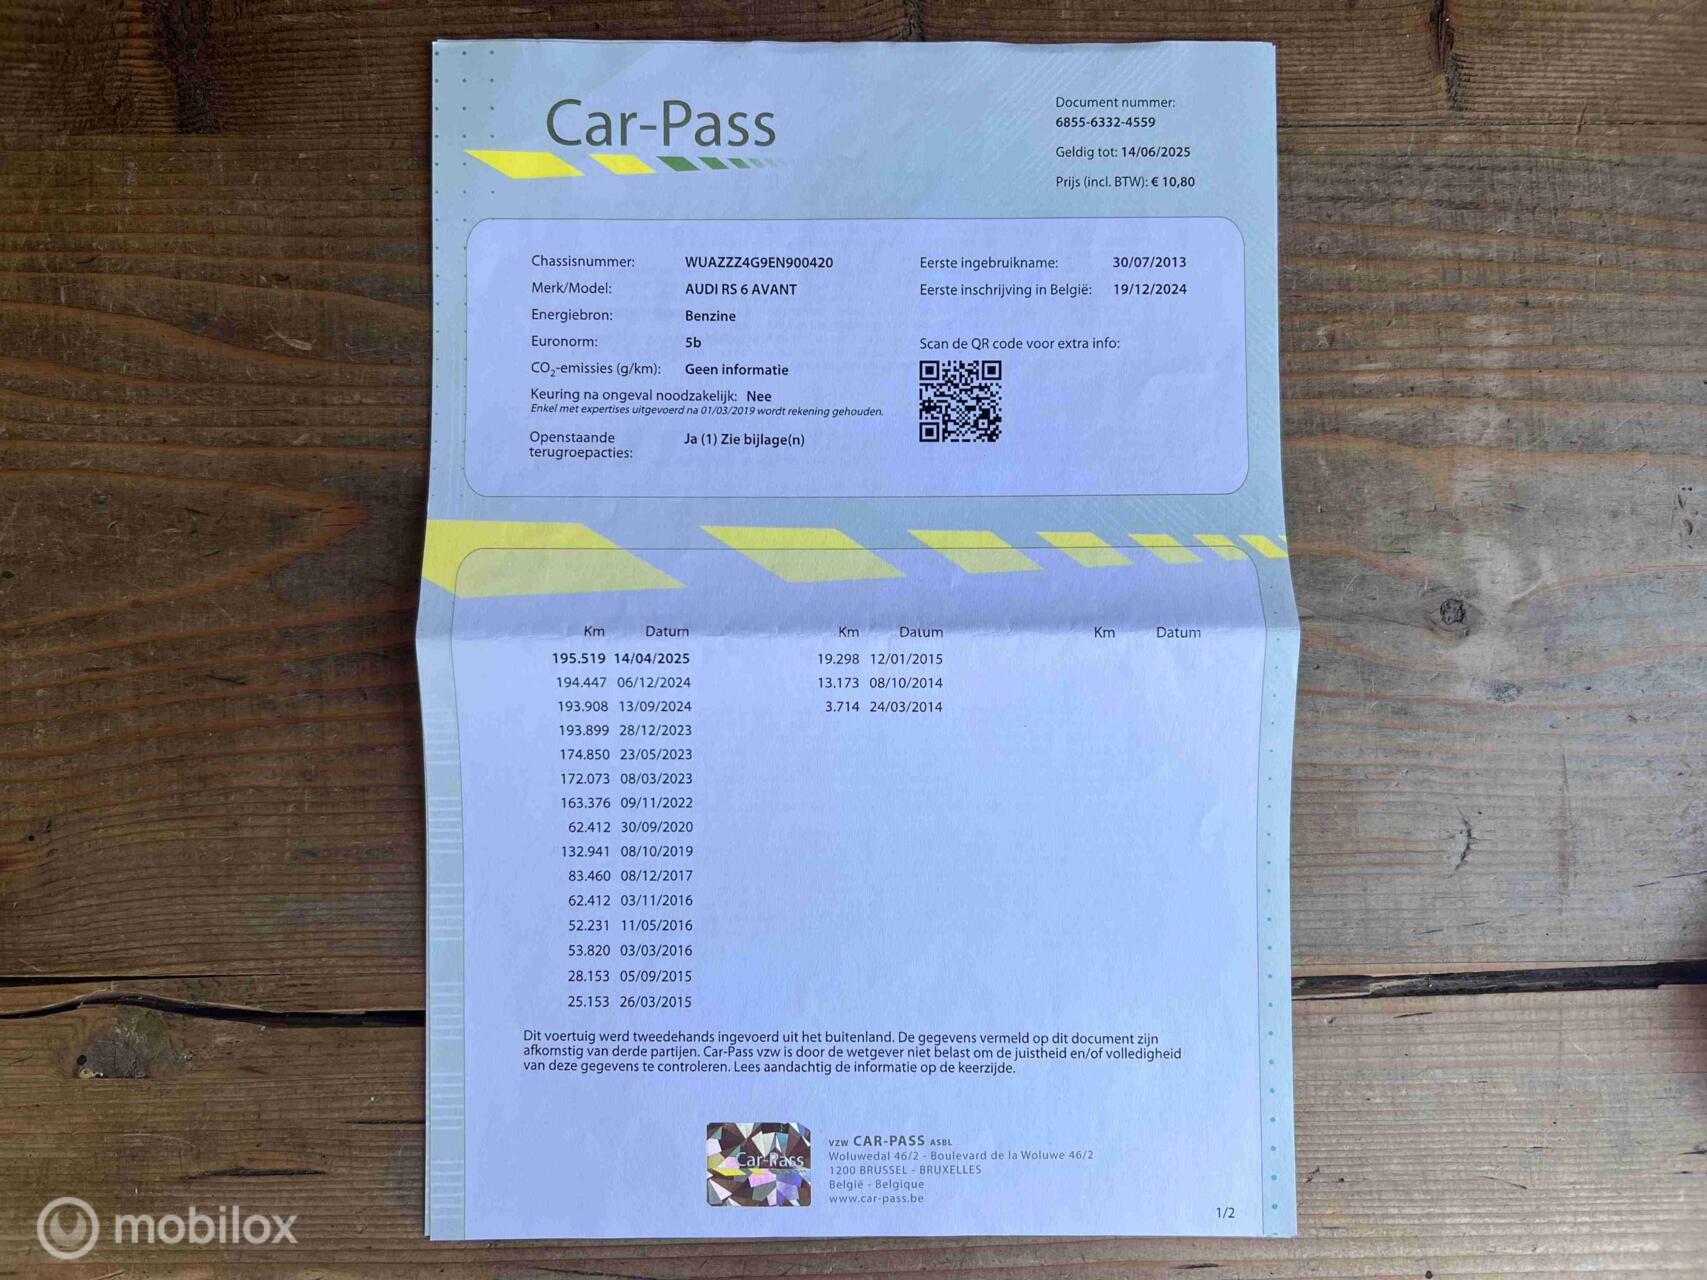 Car-Pass
Document nummer:
6855-6332-4559
Geldig tot: 14/06/2025
Prijs (incl. BTW): € 10,80
Chassisnummer: WUAZZZ4G9EN900420
Merk/Model: AUDI RS 6 AVANT
Energiebron: Benzine
Euronorm: 5b
CO2-emissies (g/km): Geen informatie
Keuring na ongeval noodzakelijk: Nee
Enkel met expertises uitgevoerd na 01/03/2019 wordt rekening gehouden.
Openstaande
terugroepacties: Ja (1) Zie bijlage(n)
Eerste ingebruikname: 30/07/2013
Eerste inschrijving in België: 19/12/2024
Scan de QR code voor extra info:
Km Datum
195.519 14/04/2025
194.447 06/12/2024
193.908 13/09/2024
193.899 28/12/2023
174.850 23/05/2023
172.073 08/03/2023
163.376 09/11/2022
62.412 30/09/2020
132.941 08/10/2019
83.460 08/12/2017
62.412 03/11/2016
52.231 11/05/2016
53.820 03/03/2016
28.153 05/09/2015
25.153 26/03/2015
Km Datum
19.298 12/01/2015
13.173 08/10/2014
3.714 24/03/2014
Km Datum
Dit voertuig werd tweedehands ingevoerd uit het buitenland. De gegevens vermeld op dit document zijn
afkomstig van derde partijen. Car-Pass vzw is door de wetgever niet belast om de juistheid en/of volledigheid
van deze gegevens te controleren. Lees aandachtig de informatie op de keerzijde.
Car-Pass
VZW CAR-PASS ASBL
Woluwedal 46/2 - Boulevard de la Woluwe 46/2
1200 BRUSSEL - BRUXELLES
België - Belgique
www.car-pass.be
1/2
mobilox